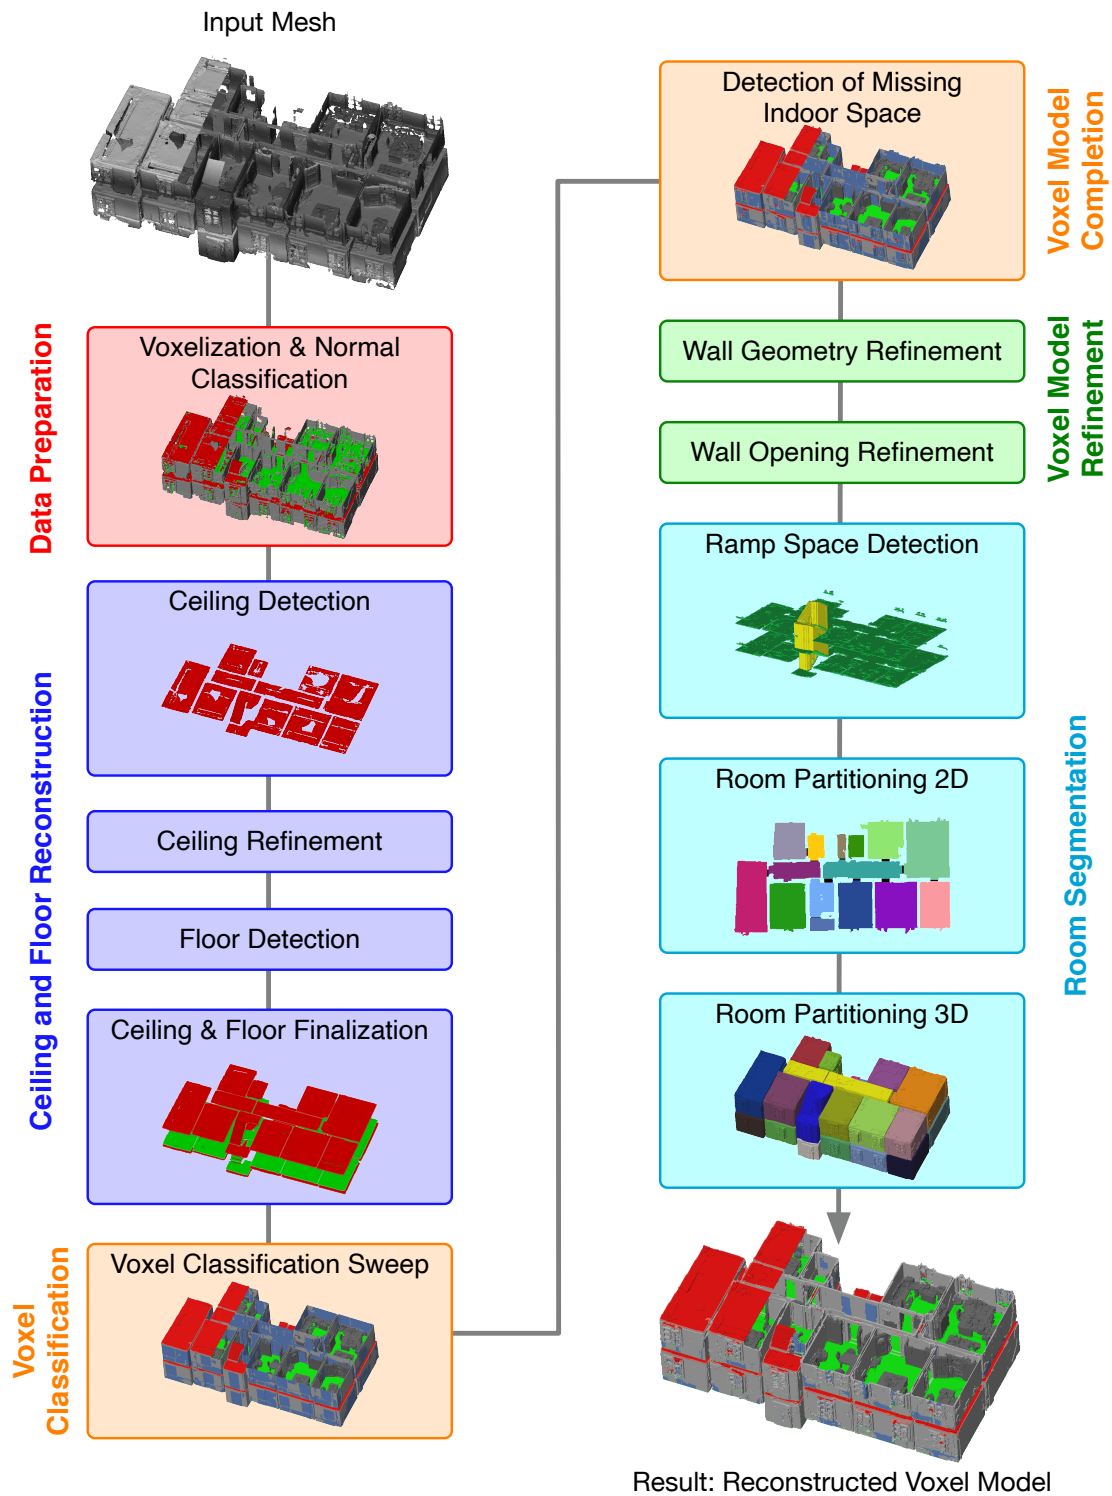 Input Mesh
Data Preparation
Voxelization & Normal
Classification
Ceiling and Floor Reconstruction
Ceiling Detection
Ceiling Refinement
Floor Detection
Ceiling & Floor Finalization
Voxel
Classification
Voxel Classification Sweep
Detection of Missing
Indoor Space
Voxel Model
Completion
Wall Geometry Refinement
Wall Opening Refinement
Voxel Model
Refinement
Ramp Space Detection
Room Partitioning 2D
Room Partitioning 3D
Room Segmentation
Result: Reconstructed Voxel Model